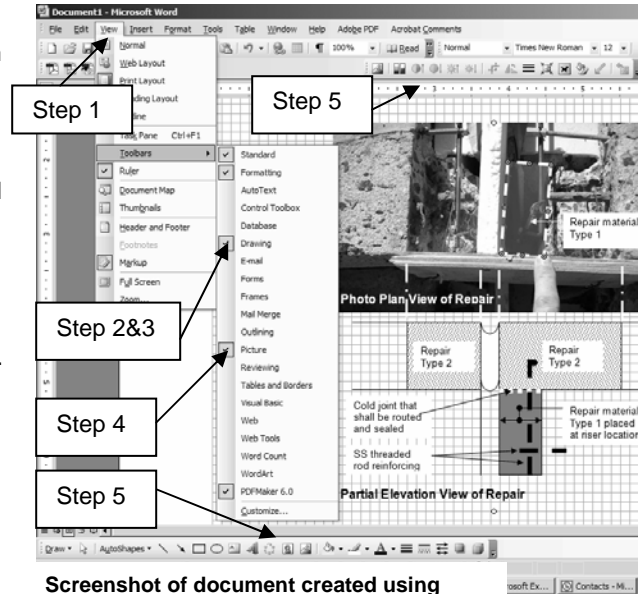 Document1 - Microsoft Word
File Edit View Insert Format Tools Table Window Help Adobe PDF Acrobat Comments
100% Read Normal Times New Roman 12
Normal
Web Layout
Print Layout
Step 1
Step 5
Task Pane Ctrl+F1
Toolbars
Ruler
Document Map
Thumbnails
Header and Footer
Footnotes
Markup
Full Screen
Zoom...
Standard
Formatting
AutoText
Control Toolbox
Database
Drawing
E-mail
Forms
Frames
Mail Merge
Outlining
Picture
Reviewing
Tables and Borders
Visual Basic
Web
Web Tools
Word Count
WordArt
PDFMaker 6.0
Customize...
Step 2&3
Step 4
Step 5
Repair material
Type 1
Photo Plan View of Repair
Repair
Type 2
Repair
Type 2
Cold joint that
shall be routed
and sealed
Repair material
Type 1 placed
at riser location
SS threaded
rod reinforcing
Partial Elevation View of Repair
Draw AutoShapes
Screenshot of document created using
Contacts - Mi...